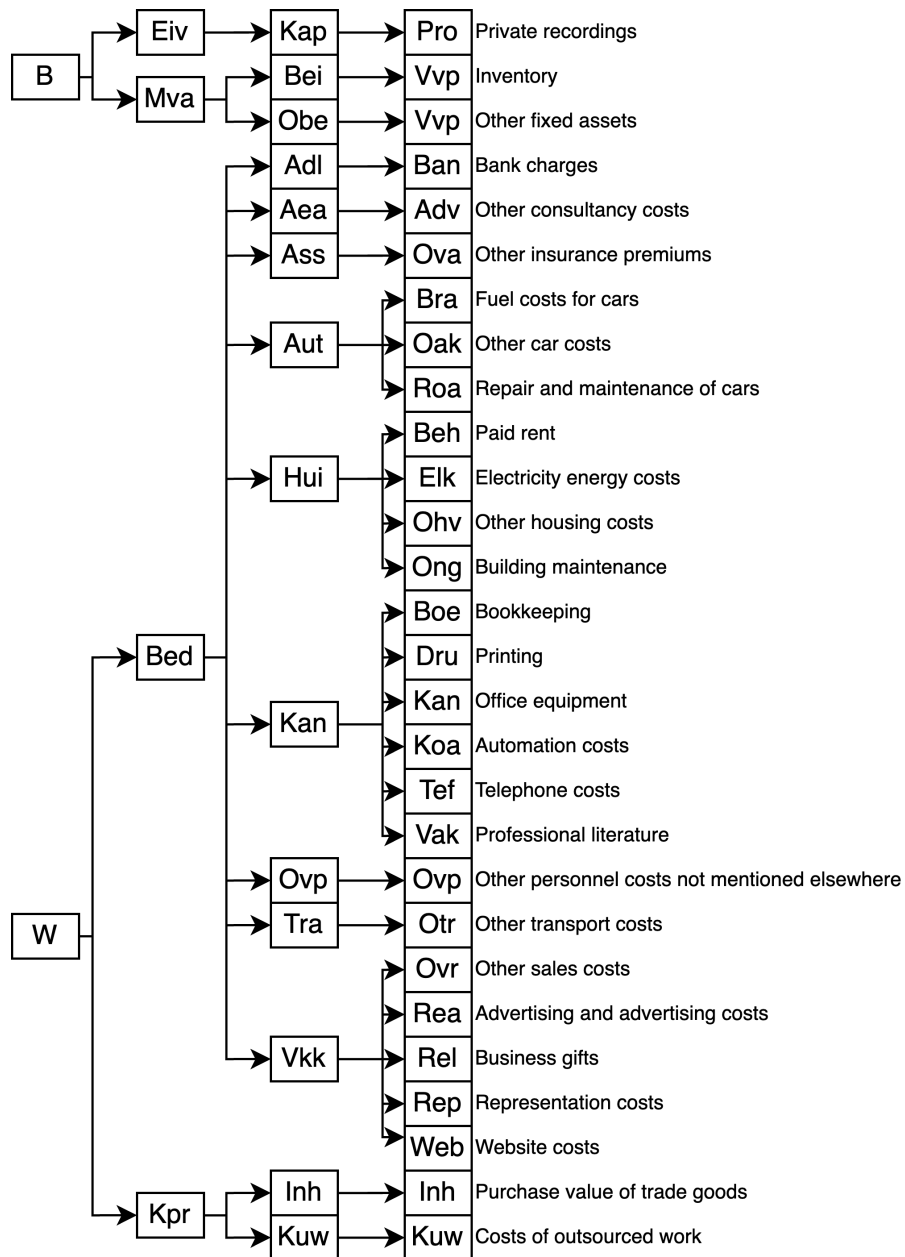 Eiv Kap Pro Private recordings
B Bei Vvp Inventory
Mva
Obe Vvp Other fixed assets
Adl Ban Bank charges
Aea Adv Other consultancy costs
Ass Ova Other insurance premiums
Bra Fuel costs for cars
Aut Oak Other car costs
Roa Repair and maintenance of cars
Beh Paid rent
Hui Elk Electricity energy costs
Ohv Other housing costs
Ong Building maintenance
Boe Bookkeeping
Bed Dru Printing
Kan Office equipment
Kan
Koa Automation costs
Tef Telephone costs
Vak Professional literature
Ovp Ovp Other personnel costs not mentioned elsewhere
W Tra Otr Other transport costs
Ovr Other sales costs
Rea Advertising and advertising costs
Vkk Rel Business gifts
Rep Representation costs
Web Website costs
Inh Inh Purchase value of trade goods
Kpr
Kuw Kuw Costs of outsourced work